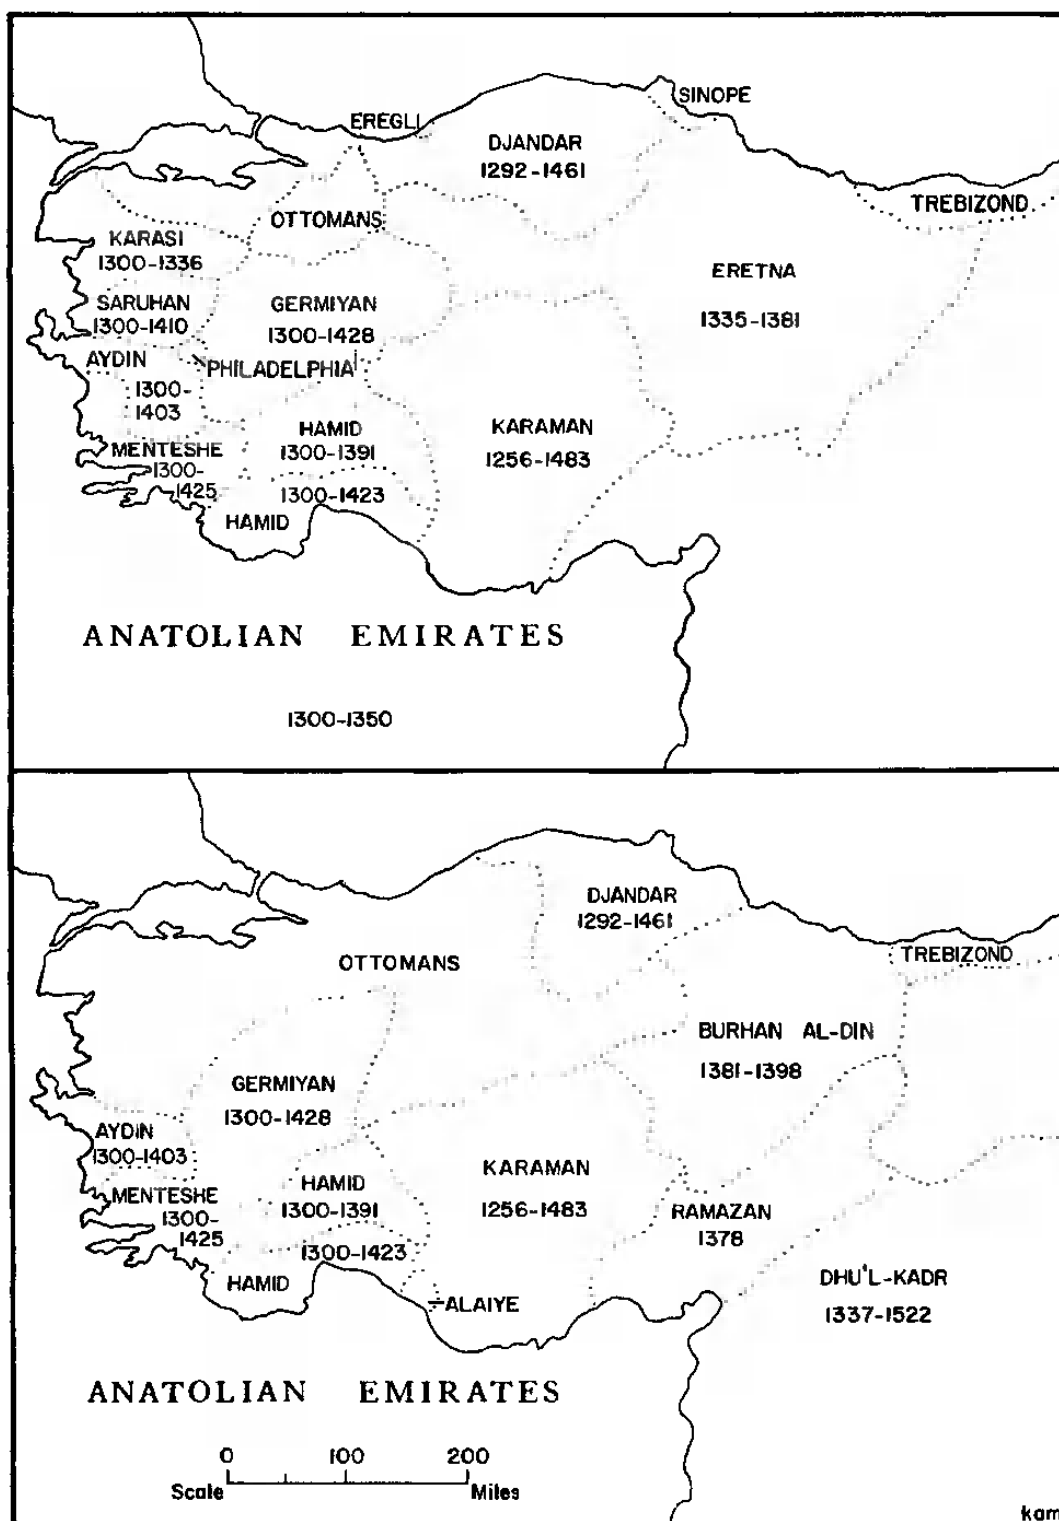 SINOPE
EREGLI
DJANDAR
1292-1461
TREBIZOND
OTTOMANS
KARASI
1300-1336
ERETNA
1335-1381
SARUHAN
1300-1410
GERMIYAN
1300-1428
AYDIN
1300-
1403
PHILADELPHIA
HAMID
1300-1391
KARAMAN
1256-1483
MENTESHE
1300-
1425
1300-1423
HAMID
ANATOLIAN EMIRATES
1300-1350
DJANDAR
1292-1461
TREBIZOND
OTTOMANS
BURHAN AL-DIN
1381-1398
GERMIYAN
1300-1428
AYDIN
1300-1403
KARAMAN
1256-1483
HAMID
1300-1391
MENTESHE
1300-
1425
RAMAZAN
1378
1300-1423
HAMID
DHU'L-KADR
1337-1522
ALAIYE
ANATOLIAN EMIRATES
0 100 200
Scale Miles
kam